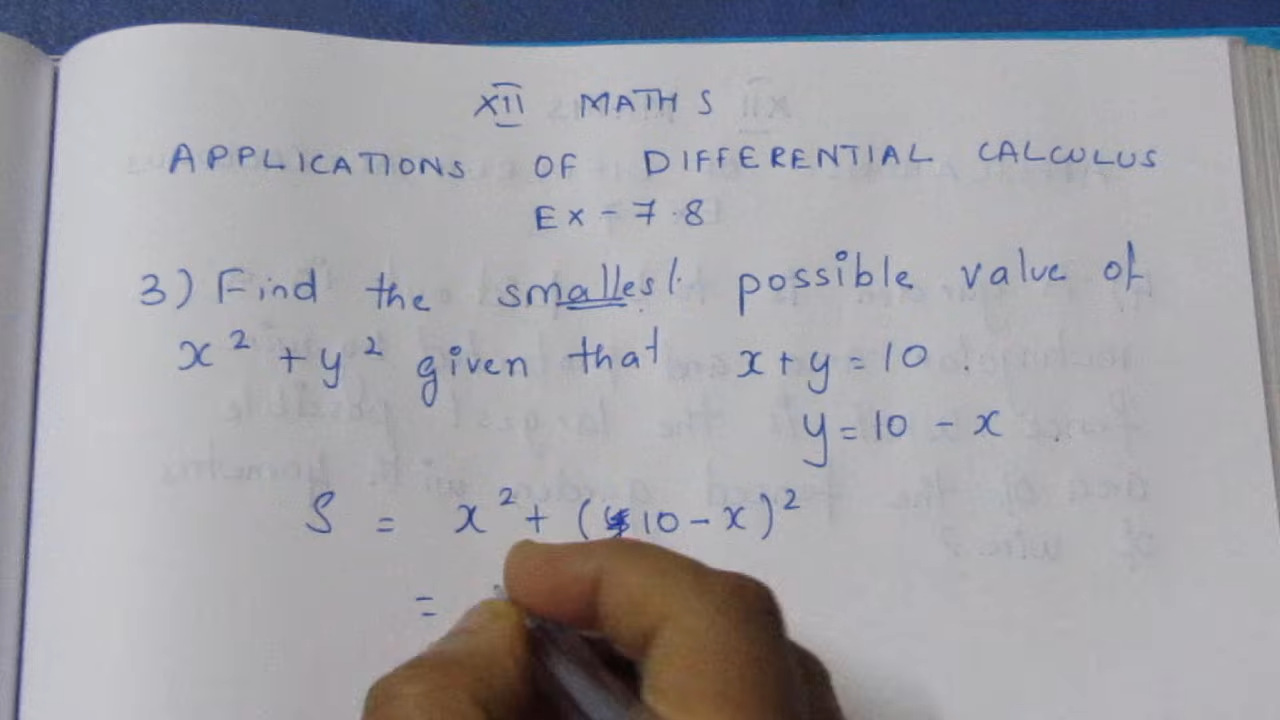 XII MATHS
APPLICATIONS OF DIFFERENTIAL CALCULUS
Ex - 7.8
3) Find the smallest possible value of
x² + y² given that x + y = 10.
y = 10 - x
S = x² + (10 - x)²
=